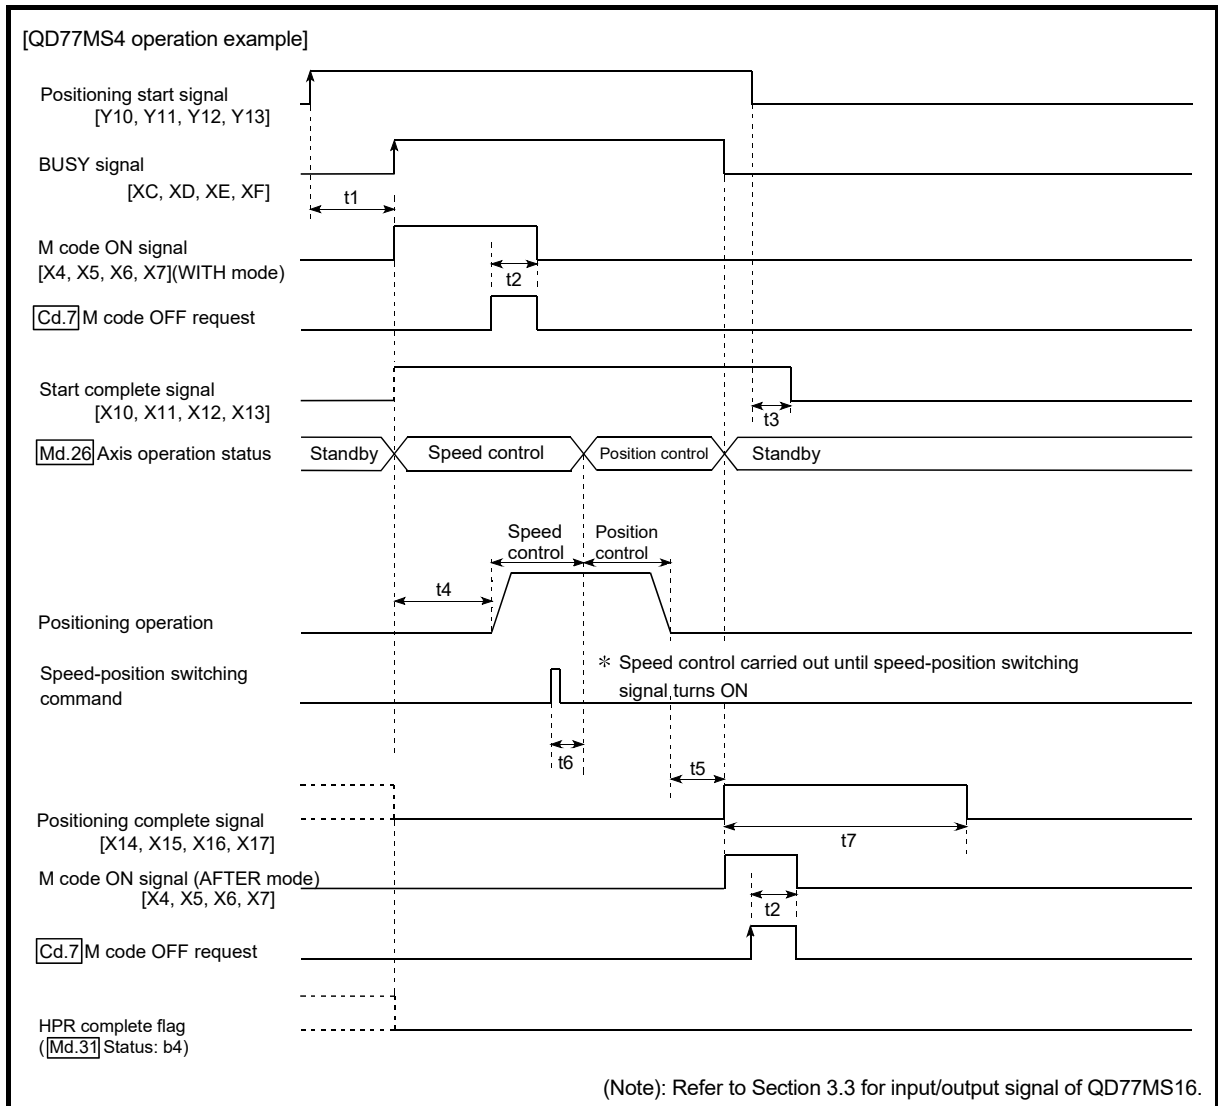 [QD77MS4 operation example]
Positioning start signal
[Y10, Y11, Y12, Y13]
BUSY signal
[XC, XD, XE, XF]
t1
M code ON signal
[X4, X5, X6, X7](WITH mode)
t2
Cd.7 M code OFF request
Start complete signal
[X10, X11, X12, X13]
t3
Md.26 Axis operation status
Standby
Speed control
Position control
Standby
Speed control
Position control
t4
Positioning operation
Speed-position switching
command
* Speed control carried out until speed-position switching
signal turns ON
t6
t5
Positioning complete signal
[X14, X15, X16, X17]
t7
M code ON signal (AFTER mode)
[X4, X5, X6, X7]
t2
Cd.7 M code OFF request
HPR complete flag
( Md.31 Status: b4)
(Note): Refer to Section 3.3 for input/output signal of QD77MS16.